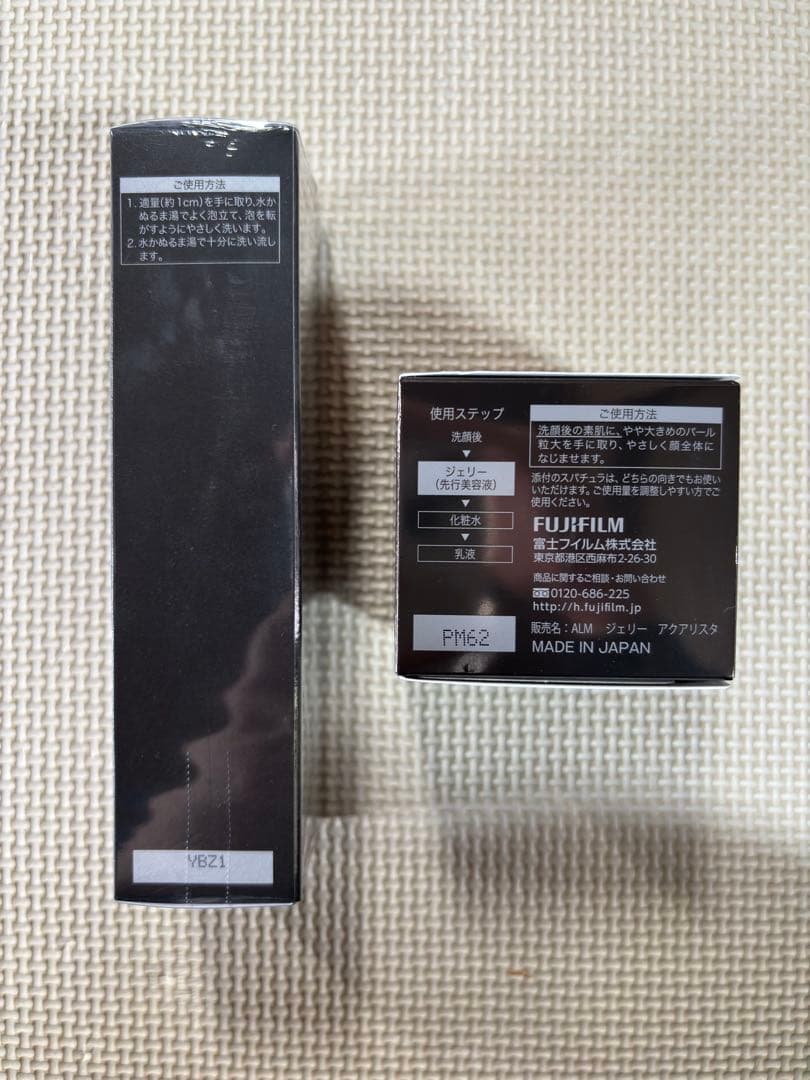 ご使用方法
1. 適量(約1cm)を手に取り、水か
ぬるま湯でよく泡立て、泡を転
がすようにやさしく洗います。
2. 水かぬるま湯で十分に洗い流し
ます。
YBZ1
使用ステップ
洗顔後
ジェリー
(先行美容液)
化粧水
乳液
PM62
ご使用方法
洗顔後の素肌に、やや大きめのパール
粒大を手に取り、やさしく顔全体に
なじませます。
添付のスパチュラは、どちらの向きでもお使い
いただけます。ご使用量を調整しやすい方でご
使用ください。
FUJIFILM
富士フイルム株式会社
東京都港区西麻布2-26-30
商品に関するご相談・お問い合わせ
0120-686-225
http://h.fujifilm.jp
販売名：ALM ジェリー アクアリスタ
MADE IN JAPAN